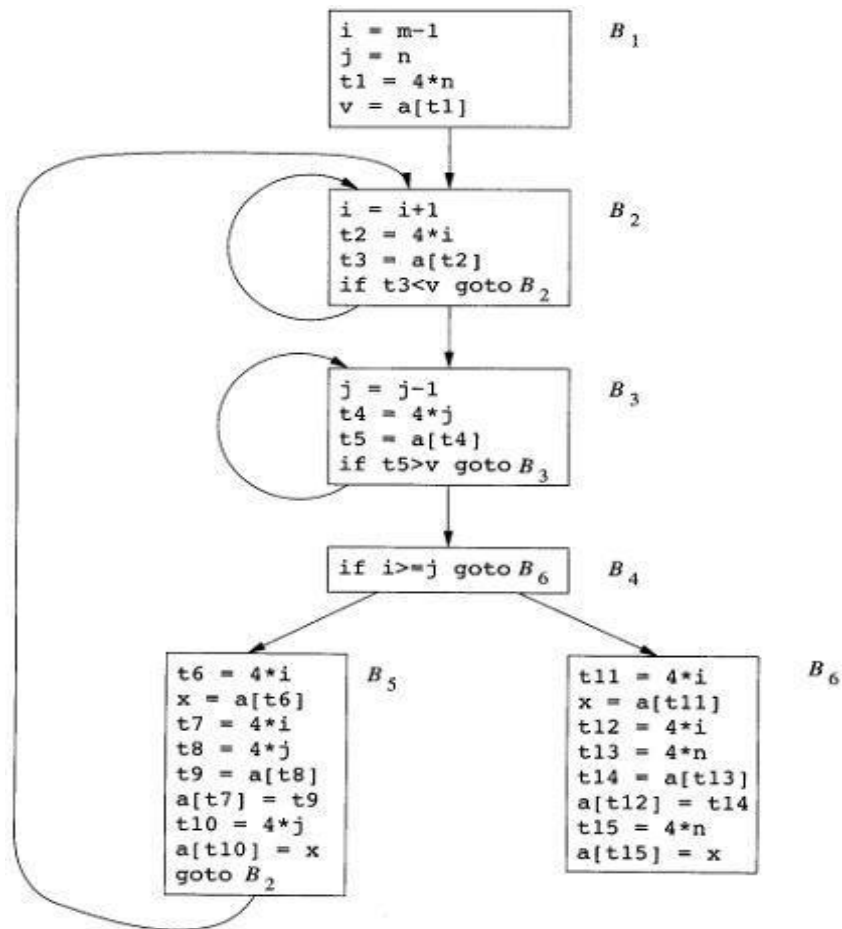 i = m-1
j = n
t1 = 4*n
v = a[t1]
B1
i = i+1
t2 = 4*i
t3 = a[t2]
if t3<v goto B2
B2
j = j-1
t4 = 4*j
t5 = a[t4]
if t5>v goto B3
B3
if i>=j goto B6
B4
t6 = 4*i
x = a[t6]
t7 = 4*i
t8 = 4*j
t9 = a[t8]
a[t7] = t9
t10 = 4*j
a[t10] = x
goto B2
B5
t11 = 4*i
x = a[t11]
t12 = 4*i
t13 = 4*n
t14 = a[t13]
a[t12] = t14
t15 = 4*n
a[t15] = x
B6